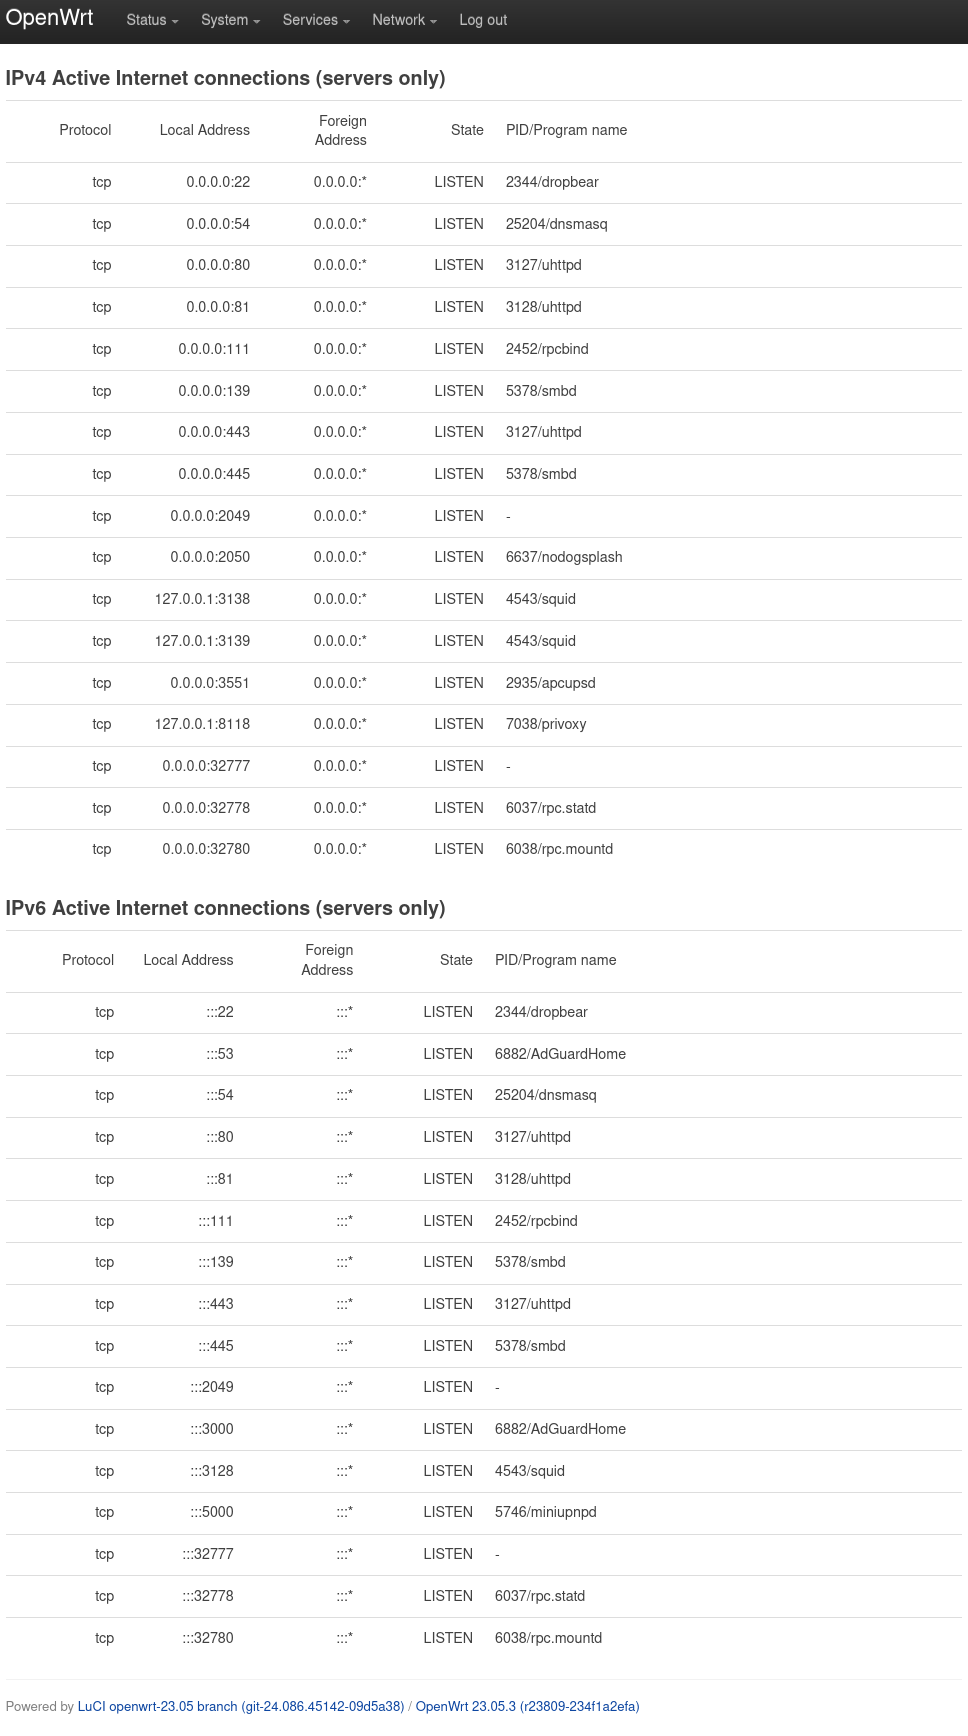 OpenWrt Status System Services Network Log out
IPv4 Active Internet connections (servers only)
Protocol Local Address Foreign Address State PID/Program name
tcp 0.0.0.0:22 0.0.0.0:* LISTEN 2344/dropbear
tcp 0.0.0.0:54 0.0.0.0:* LISTEN 25204/dnsmasq
tcp 0.0.0.0:80 0.0.0.0:* LISTEN 3127/uhttpd
tcp 0.0.0.0:81 0.0.0.0:* LISTEN 3128/uhttpd
tcp 0.0.0.0:111 0.0.0.0:* LISTEN 2452/rpcbind
tcp 0.0.0.0:139 0.0.0.0:* LISTEN 5378/smbd
tcp 0.0.0.0:443 0.0.0.0:* LISTEN 3127/uhttpd
tcp 0.0.0.0:445 0.0.0.0:* LISTEN 5378/smbd
tcp 0.0.0.0:2049 0.0.0.0:* LISTEN -
tcp 0.0.0.0:2050 0.0.0.0:* LISTEN 6637/nodogsplash
tcp 127.0.0.1:3138 0.0.0.0:* LISTEN 4543/squid
tcp 127.0.0.1:3139 0.0.0.0:* LISTEN 4543/squid
tcp 0.0.0.0:3551 0.0.0.0:* LISTEN 2935/apcupsd
tcp 127.0.0.1:8118 0.0.0.0:* LISTEN 7038/privoxy
tcp 0.0.0.0:32777 0.0.0.0:* LISTEN -
tcp 0.0.0.0:32778 0.0.0.0:* LISTEN 6037/rpc.statd
tcp 0.0.0.0:32780 0.0.0.0:* LISTEN 6038/rpc.mountd
IPv6 Active Internet connections (servers only)
Protocol Local Address Foreign Address State PID/Program name
tcp :::22 :::* LISTEN 2344/dropbear
tcp :::53 :::* LISTEN 6882/AdGuardHome
tcp :::54 :::* LISTEN 25204/dnsmasq
tcp :::80 :::* LISTEN 3127/uhttpd
tcp :::81 :::* LISTEN 3128/uhttpd
tcp :::111 :::* LISTEN 2452/rpcbind
tcp :::139 :::* LISTEN 5378/smbd
tcp :::443 :::* LISTEN 3127/uhttpd
tcp :::445 :::* LISTEN 5378/smbd
tcp :::2049 :::* LISTEN -
tcp :::3000 :::* LISTEN 6882/AdGuardHome
tcp :::3128 :::* LISTEN 4543/squid
tcp :::5000 :::* LISTEN 5746/miniupnpd
tcp :::32777 :::* LISTEN -
tcp :::32778 :::* LISTEN 6037/rpc.statd
tcp :::32780 :::* LISTEN 6038/rpc.mountd
Powered by LuCI openwrt-23.05 branch (git-24.086.45142-09d5a38) / OpenWrt 23.05.3 (r23809-234f1a2efa)